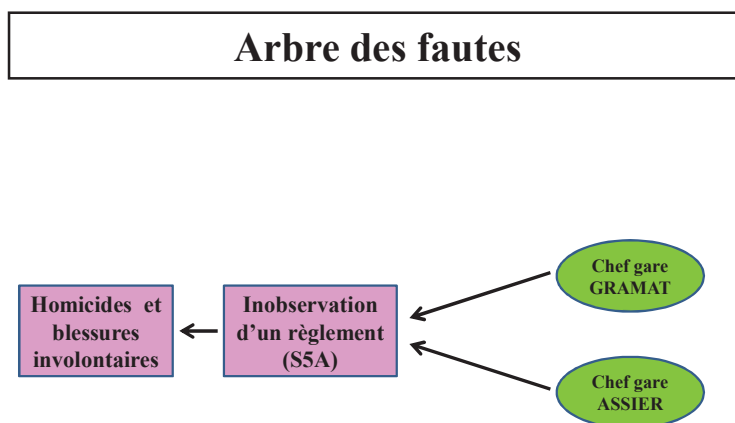 Arbre des fautes
Homicides et
blessures
involontaires
Inobservation
d'un règlement
(S5A)
Chef gare
GRAMAT
Chef gare
ASSIER